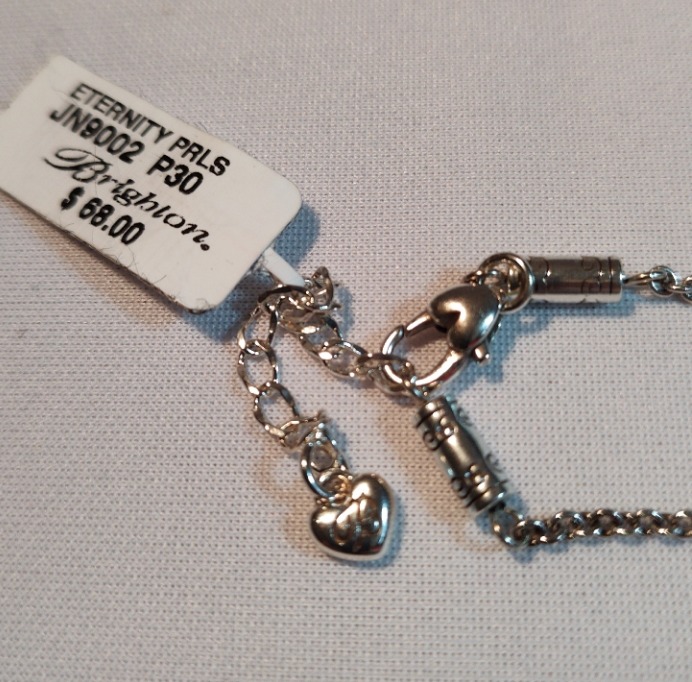 ETERNITY PRLS
JN9002 P30
Brighton.
$ 68.00